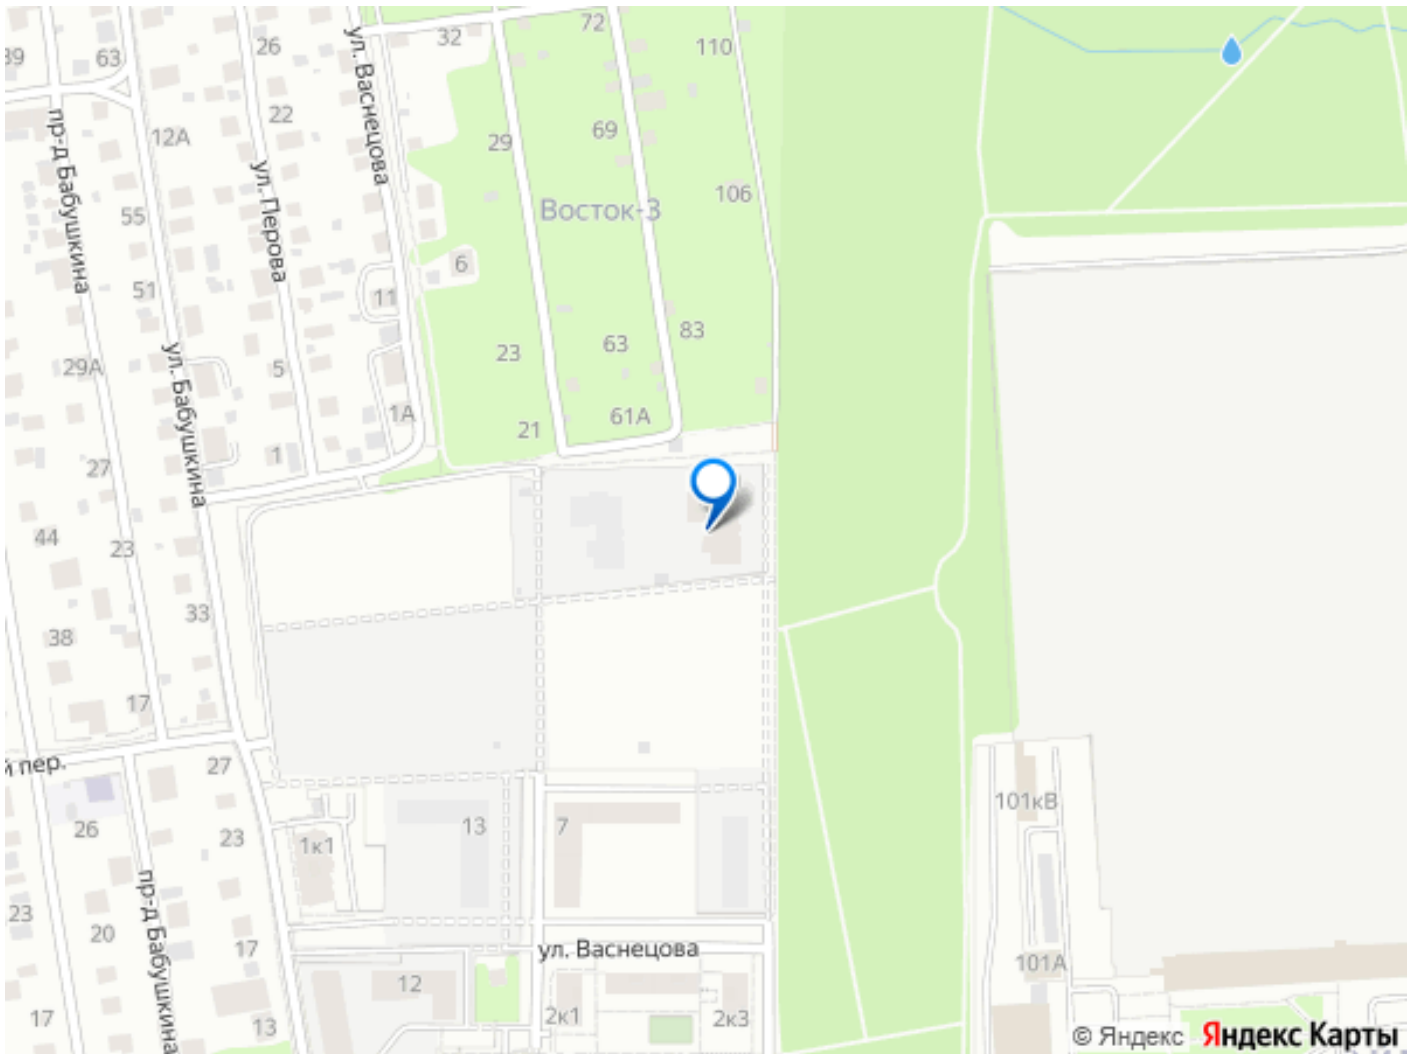 72
32
26
110
39
63
ул. Васнецова
22
12А
69
29
пр-д Бабушкина
ул. Перова
106
Восток-3
55
6
51
11
83
63
23
ул. Бабушкина
29А
5
1А
61А
21
1
27
44
23
33
38
17
й пер.
27
101кВ
26
13
7
23
1к1
пр-д Бабушкина
23
20
17
ул. Васнецова
101А
12
2к1
2к3
17
13
© Яндекс Яндекс Карты